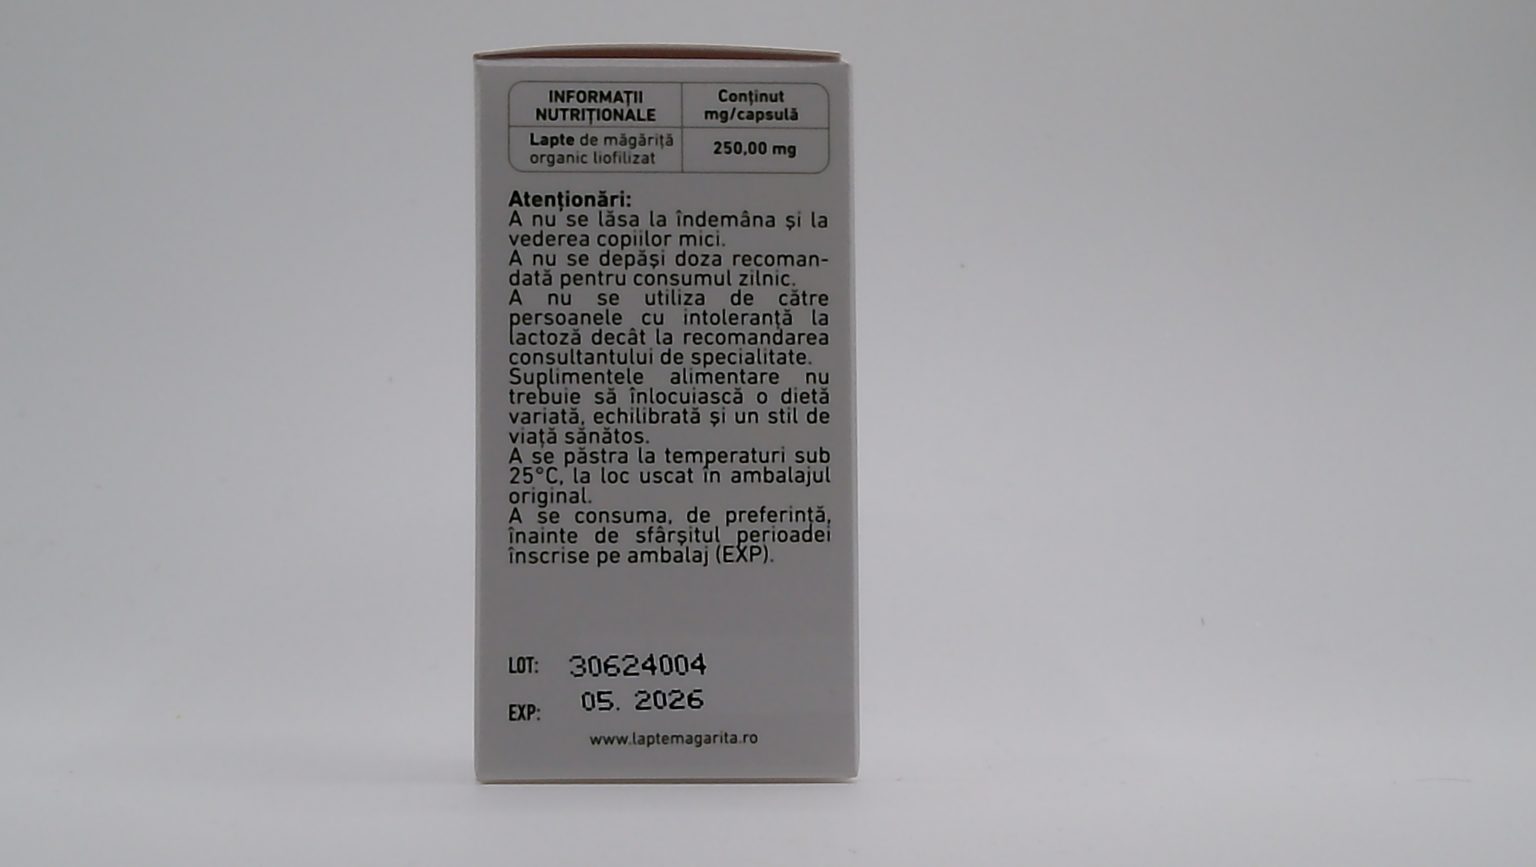 INFORMAȚII
NUTRIȚIONALE
Conținut
mg/capsulă
Lapte de măgăriță
organic liofilizat
250,00 mg
Atenționări:
A nu se lăsa la îndemâna și la
vederea copiilor mici.
A nu se depăși doza recoman-
dată pentru consumul zilnic.
A nu se utiliza de către
persoanele cu intoleranță la
lactoză decât la recomandarea
consultantului de specialitate.
Suplimentele alimentare nu
trebuie să înlocuiască o dietă
variată, echilibrată și un stil de
viață sănătos.
A se păstra la temperaturi sub
25°C, la loc uscat în ambalajul
original.
A se consuma, de preferință,
înainte de sfârșitul perioadei
înscrise pe ambalaj (EXP).
LOT: 30624004
EXP: 05. 2026
www.laptemagarita.ro